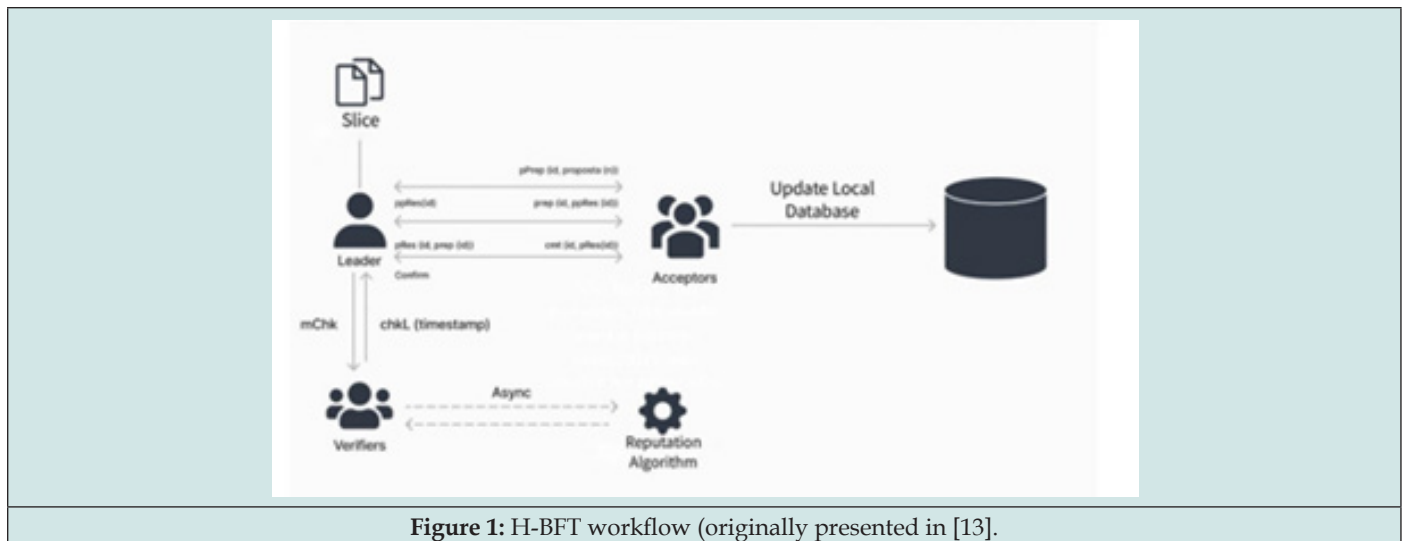 Slice
pPrep (id, proposta (n))
ppRes(id)
prep (id, ppRes (id))
Update Local
Database
pRes (id, prep (id))
cmt (id, pRes(id))
Leader
Confirm
Acceptors
mChk
chkL (timestamp)
Async
Verifiers
Reputation
Algorithm
Figure 1: H-BFT workflow (originally presented in [13].